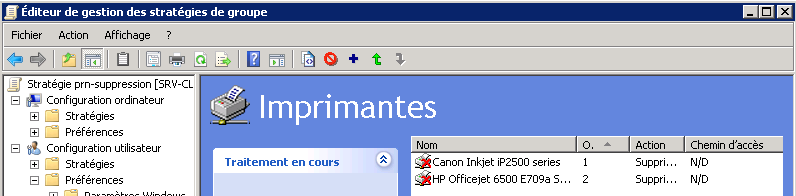 Éditeur de gestion des stratégies de groupe
Fichier Action Affichage ?
Stratégie prn-suppression [SRV-CL
Configuration ordinateur
Stratégies
Préférences
Configuration utilisateur
Stratégies
Préférences
Paramètres Windows
Imprimantes
Traitement en cours
Nom O. Action Chemin d'accès
Canon Inkjet iP2500 series 1 Suppri... N/D
HP Officejet 6500 E709a S... 2 Suppri... N/D